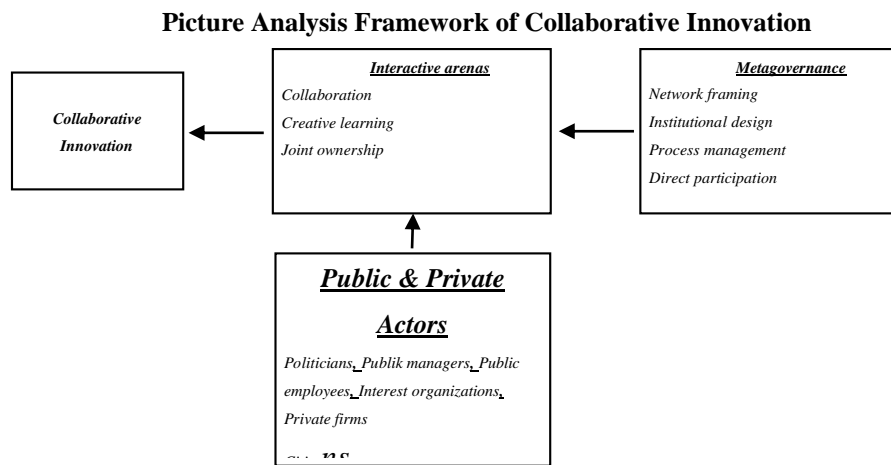 Picture Analysis Framework of Collaborative Innovation
Collaborative
Innovation
Interactive arenas
Collaboration
Creative learning
Joint ownership
Metagovernance
Network framing
Institutional design
Process management
Direct participation
Public & Private
Actors
Politicians, Publik managers, Public
employees, Interest organizations,
Private firms